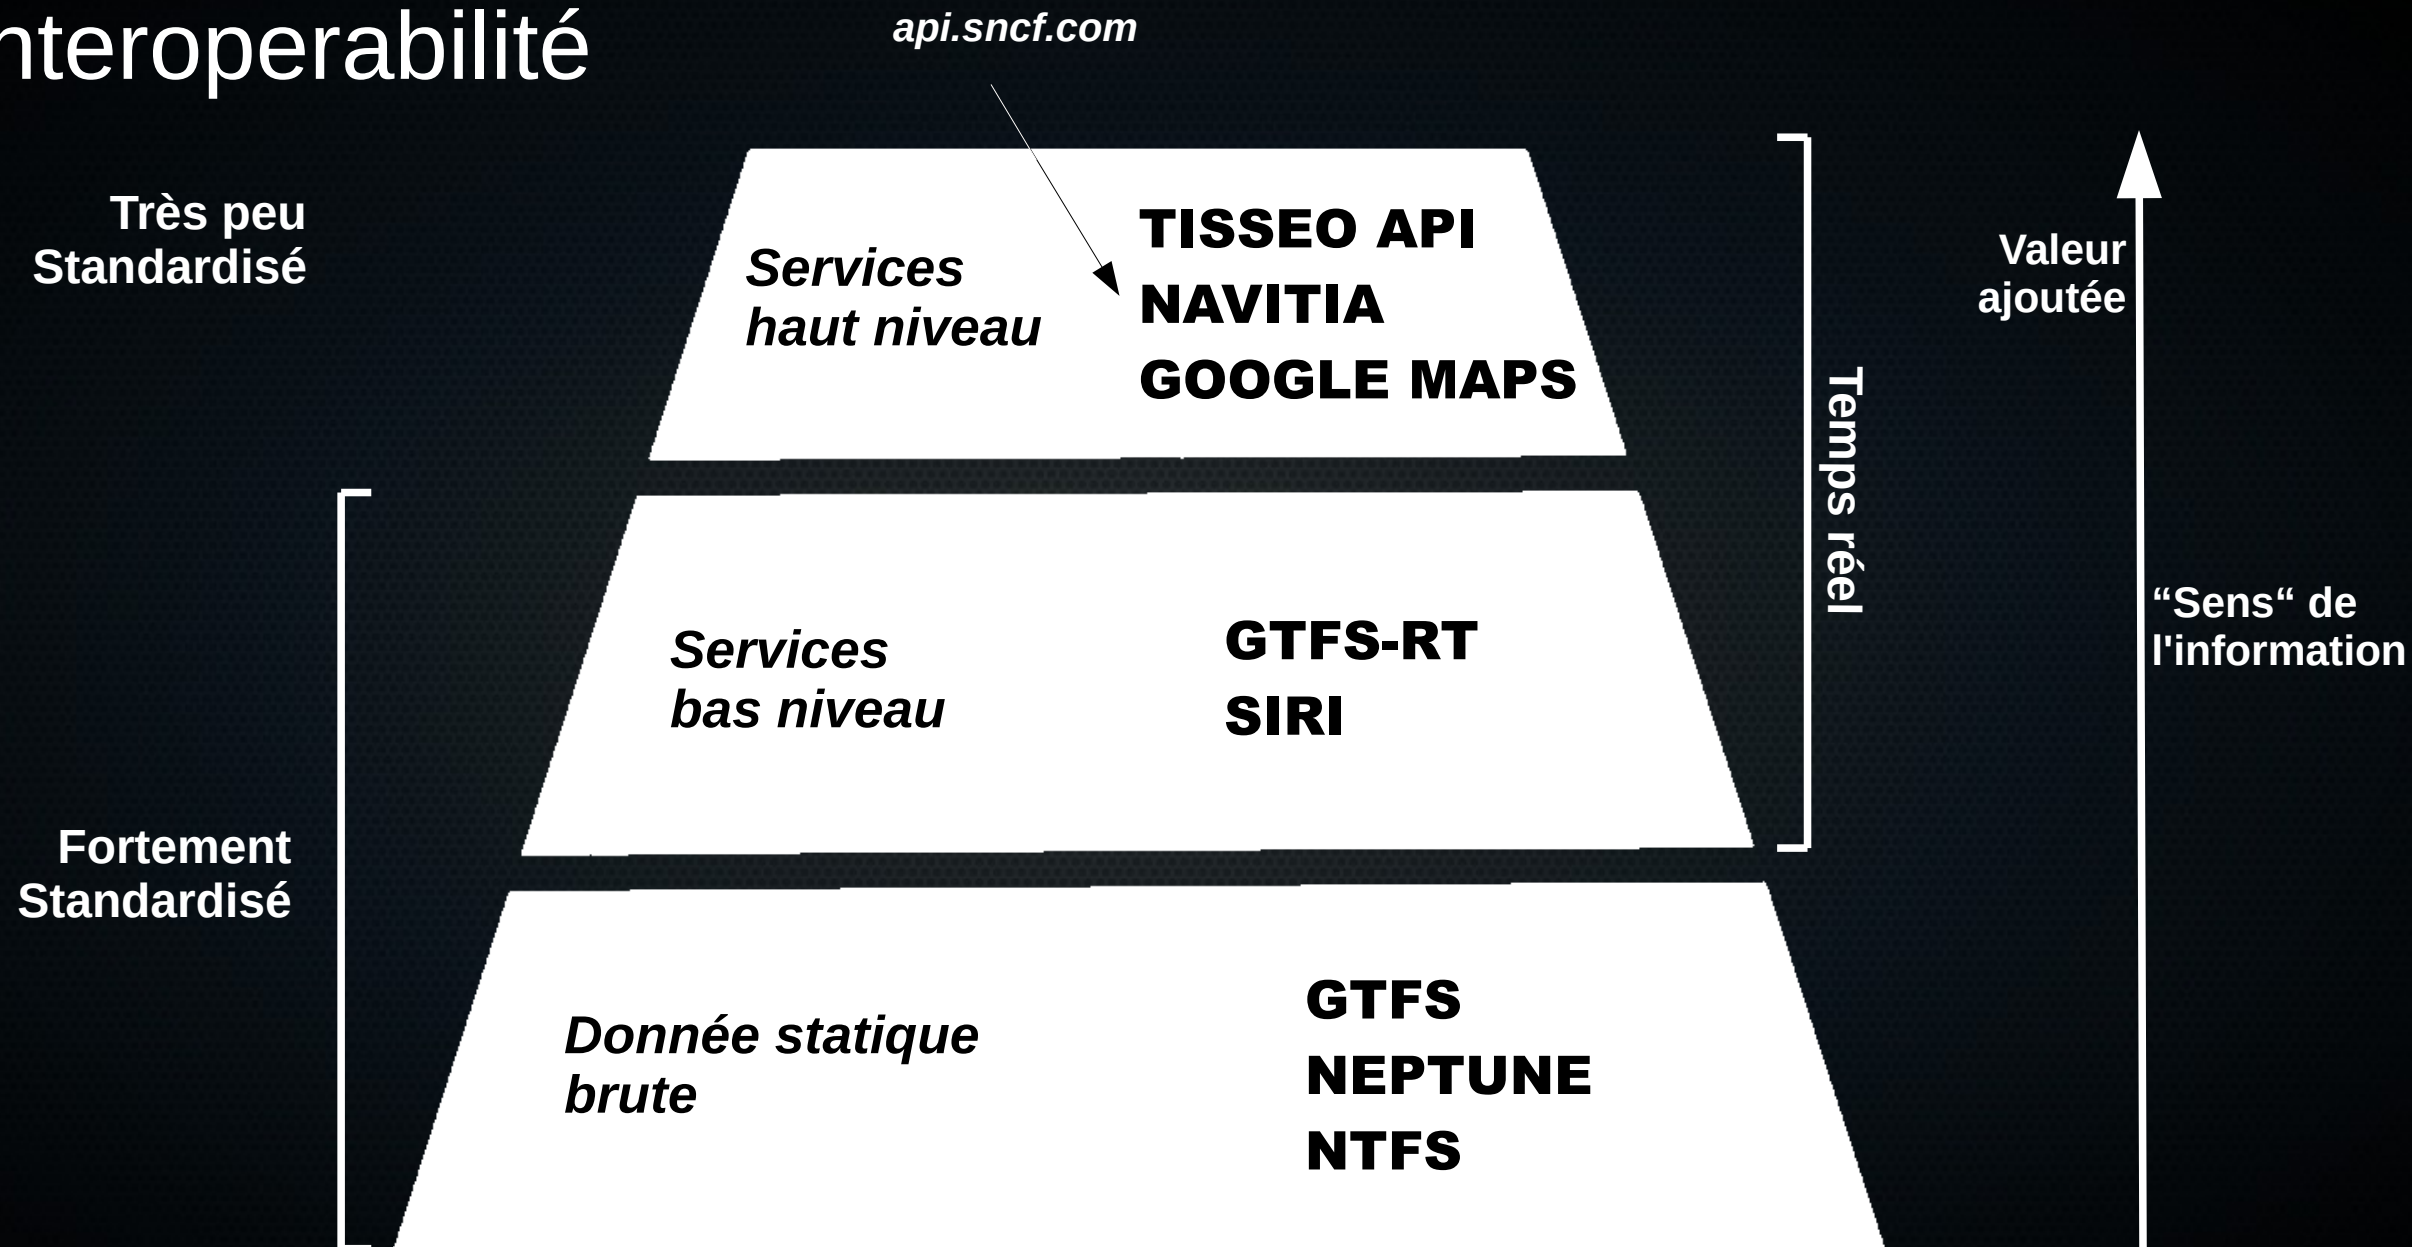 nteroperabilité
api.sncf.com
Très peu
Standardisé
Services
haut niveau
TISSEO API
NAVITIA
GOOGLE MAPS
Valeur
ajoutée
Temps réel
“Sens“ de
l'information
Services
bas niveau
GTFS-RT
SIRI
Fortement
Standardisé
Donnée statique
brute
GTFS
NEPTUNE
NTFS